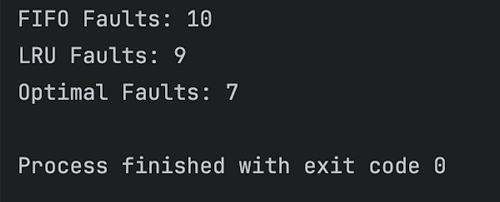 FIFO Faults: 10
LRU Faults: 9
Optimal Faults: 7
Process finished with exit code 0